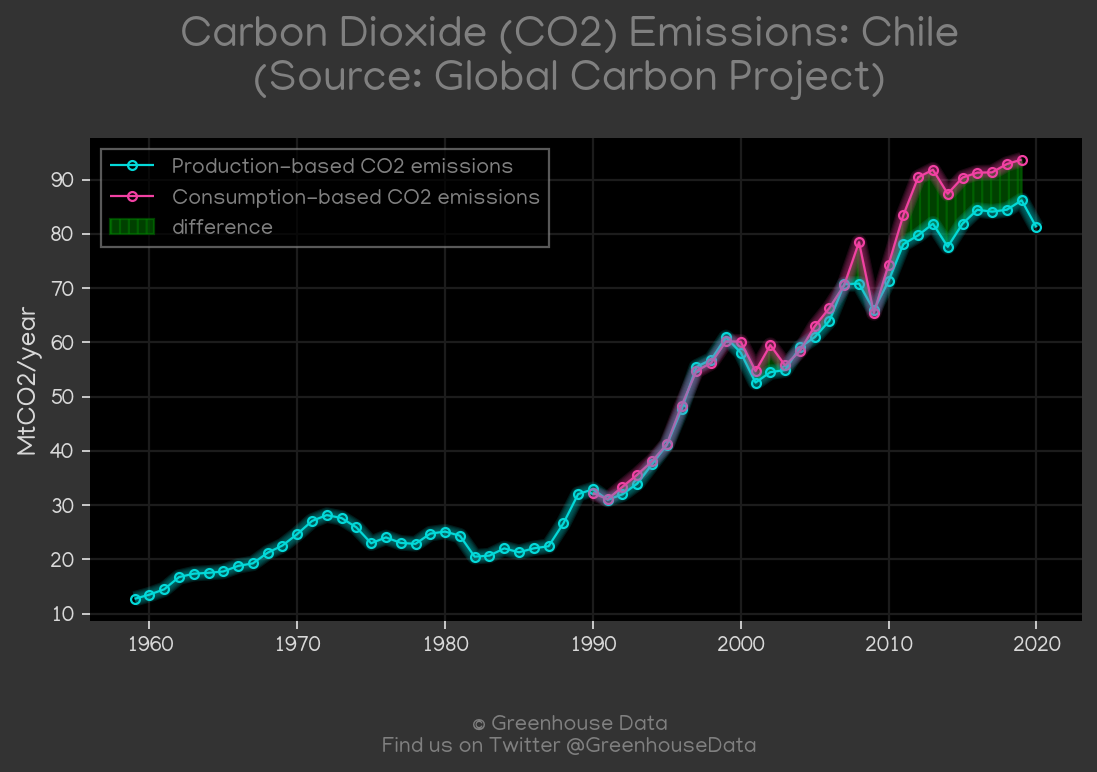 Carbon Dioxide (CO2) Emissions: Chile
(Source: Global Carbon Project)
Production-based CO2 emissions
Consumption-based CO2 emissions
difference
MtCO2/year
90
80
70
60
50
40
30
20
10
1960 1970 1980 1990 2000 2010 2020
© Greenhouse Data
Find us on Twitter @GreenhouseData